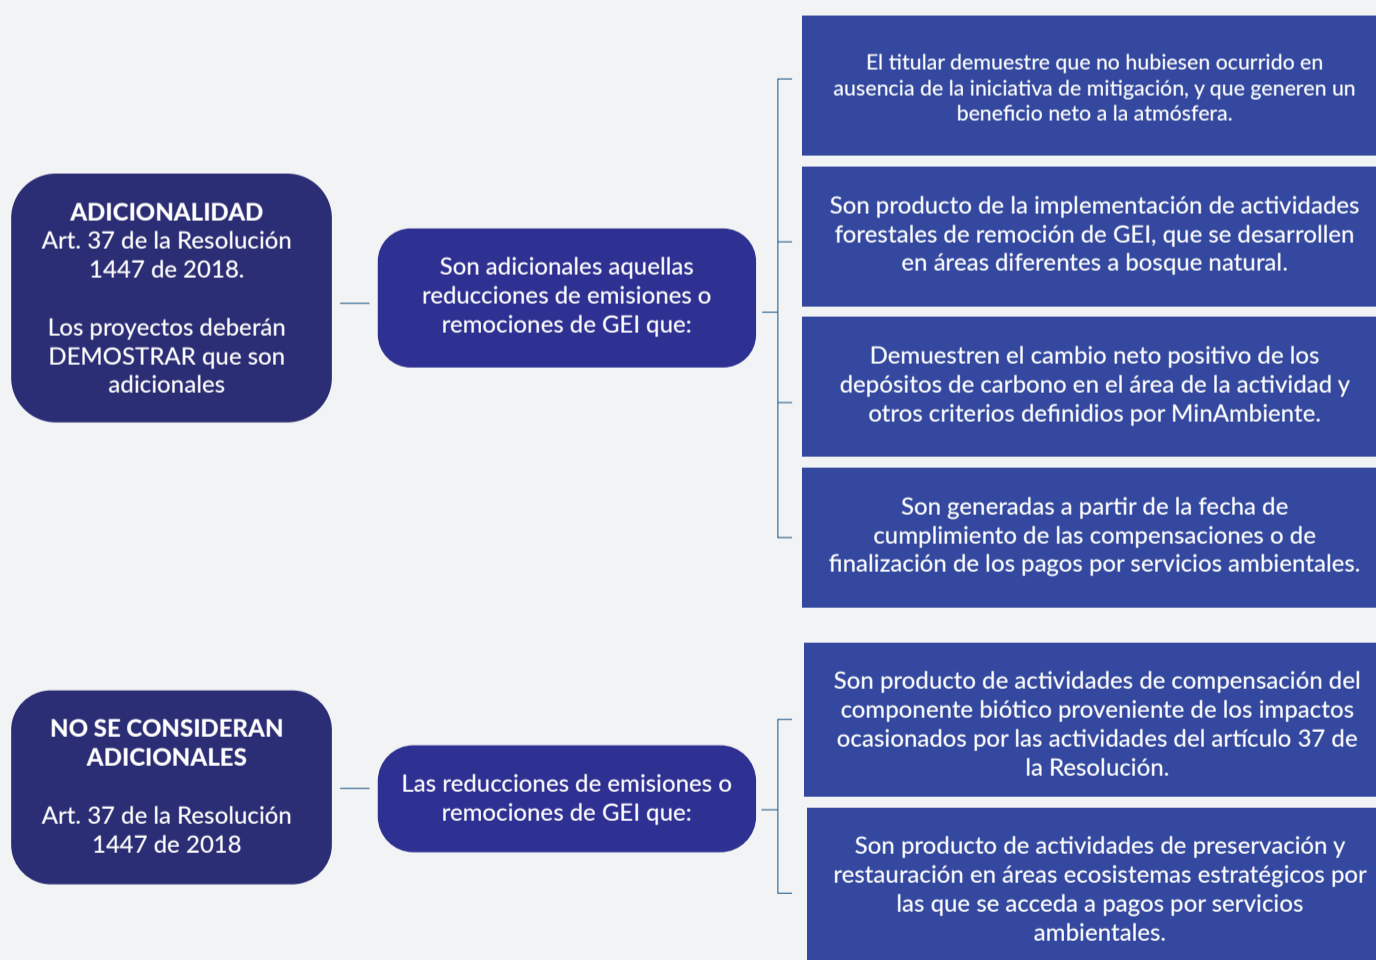 ADICIONALIDAD
Art. 37 de la Resolución
1447 de 2018.
Los proyectos deberán
DEMOSTRAR que son
adicionales
Son adicionales aquellas
reducciones de emisiones o
remociones de GEI que:
El titular demuestre que no hubiesen ocurrido en
ausencia de la iniciativa de mitigación, y que generen un
beneficio neto a la atmósfera.
Son producto de la implementación de actividades
forestales de remoción de GEI, que se desarrollen
en áreas diferentes a bosque natural.
Demuestren el cambio neto positivo de los
depósitos de carbono en el área de la actividad y
otros criterios definidios por MinAmbiente.
Son generadas a partir de la fecha de
cumplimiento de las compensaciones o de
finalización de los pagos por servicios ambientales.
NO SE CONSIDERAN
ADICIONALES
Art. 37 de la Resolución
1447 de 2018
Las reducciones de emisiones o
remociones de GEI que:
Son producto de actividades de compensación del
componente biótico proveniente de los impactos
ocasionados por las actividades del artículo 37 de
la Resolución.
Son producto de actividades de preservación y
restauración en áreas ecosistemas estratégicos por
las que se acceda a pagos por servicios
ambientales.